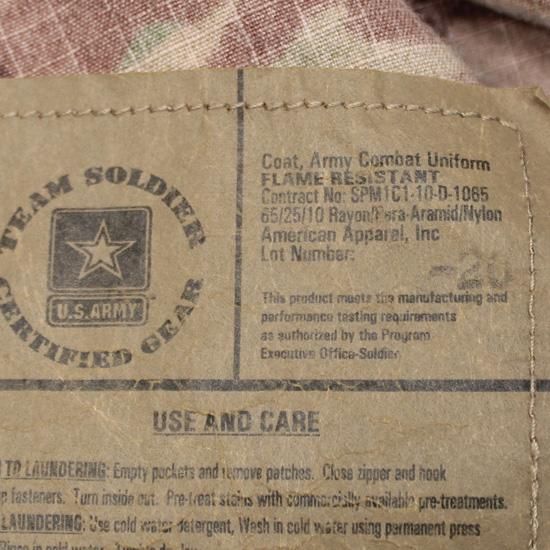 TEAM SOLDIER
U.S. ARMY
CERTIFIED GEAR
Coat, Army Combat Uniform
FLAME RESISTANT
Contract No: SPM1C1-10-D-1065
65/25/10 Rayon/Para-Aramid/Nylon
American Apparel, Inc
Lot Number:
This product meets the manufacturing and
performance testing requirements
as authorized by the Program
Executive Office-Soldier
USE AND CARE
TO LAUNDERING: Empty pockets and remove patches. Close zipper and hook
fasteners. Turn inside out. Pre-treat stains with commercially available pre-treatments.
LAUNDERING: Use cold water detergent, Wash in cold water using permanent press